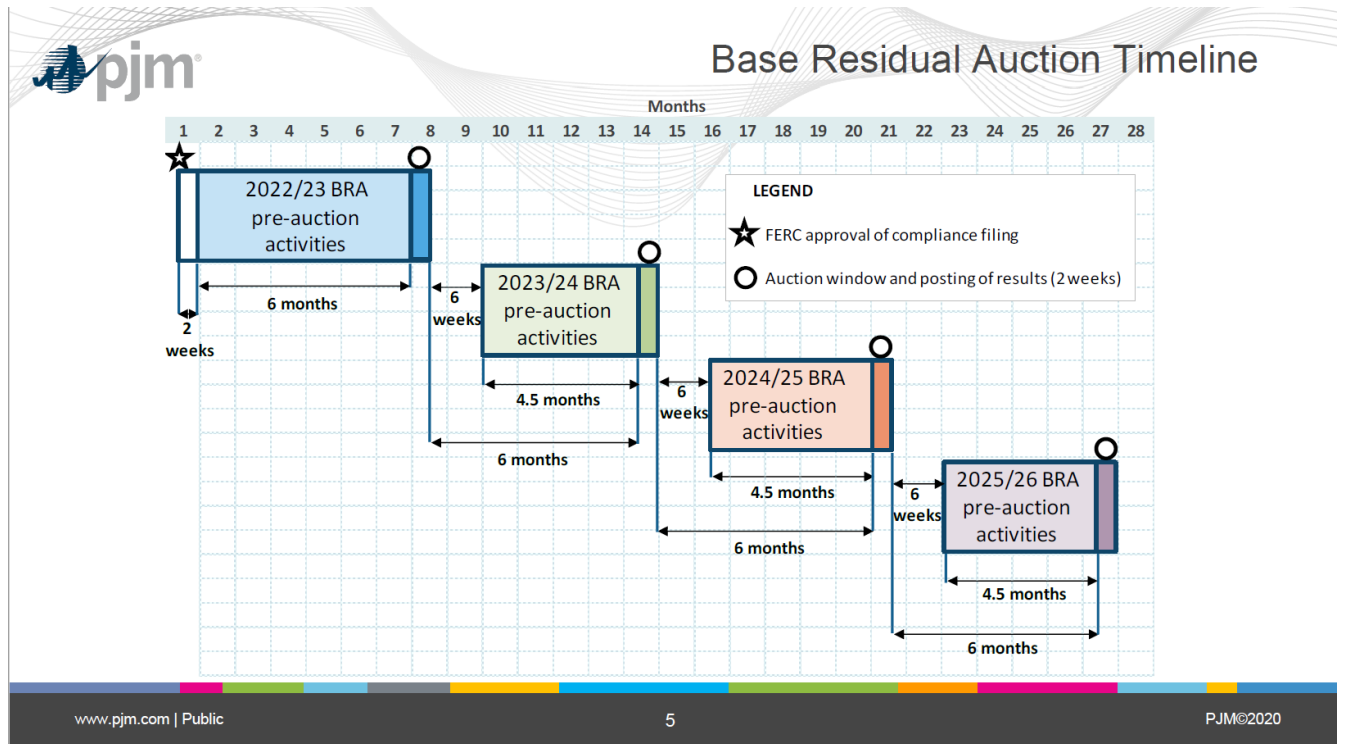 pjm
Base Residual Auction Timeline
Months
1 2 3 4 5 6 7 8 9 10 11 12 13 14 15 16 17 18 19 20 21 22 23 24 25 26 27 28
2022/23 BRA
pre-auction
activities
6 months
2
weeks
6
weeks
2023/24 BRA
pre-auction
activities
4.5 months
6 months
LEGEND
FERC approval of compliance filing
Auction window and posting of results (2 weeks)
6
weeks
2024/25 BRA
pre-auction
activities
4.5 months
6 months
6
weeks
2025/26 BRA
pre-auction
activities
4.5 months
6 months
www.pjm.com | Public
5
PJM©2020